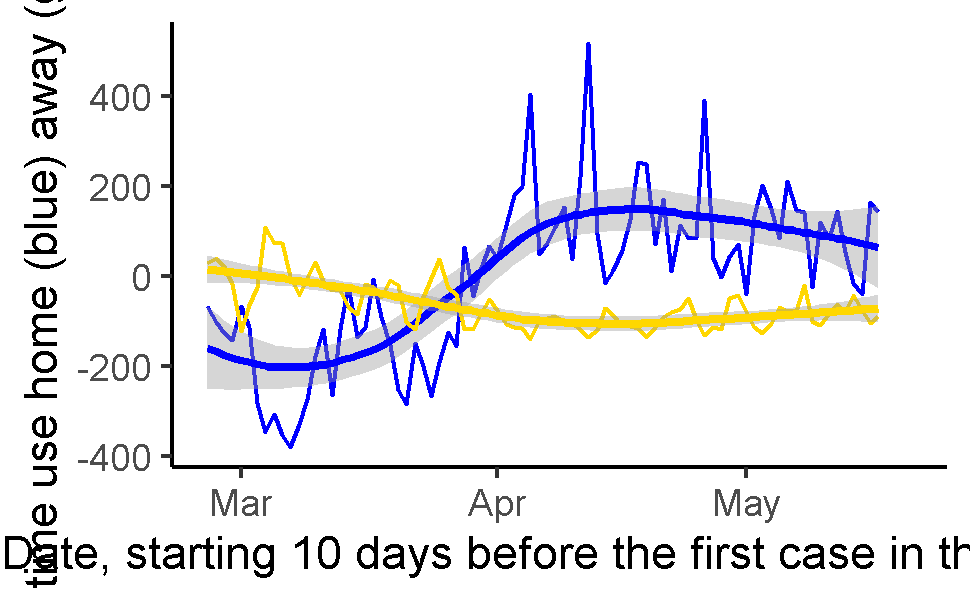 time use home (blue) away (
400
200
0
-200
-400
Mar Apr May
Date, starting 10 days before the first case in th